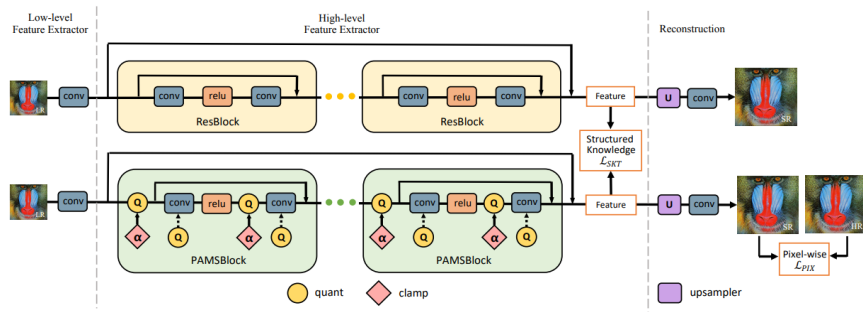 Low-level
Feature Extractor
High-level
Feature Extractor
Reconstruction
LR
conv
conv
relu
conv
ResBlock
conv
relu
conv
ResBlock
Feature
U
conv
SR
Structured
Knowledge
ℒSKT
LR
conv
Q
conv
relu
Q
conv
α
Q
α
Q
PAMSBlock
Q
conv
relu
Q
conv
α
Q
α
Q
PAMSBlock
Feature
U
conv
SR
HR
Pixel-wise
ℒPIX
Q
quant
clamp
upsampler